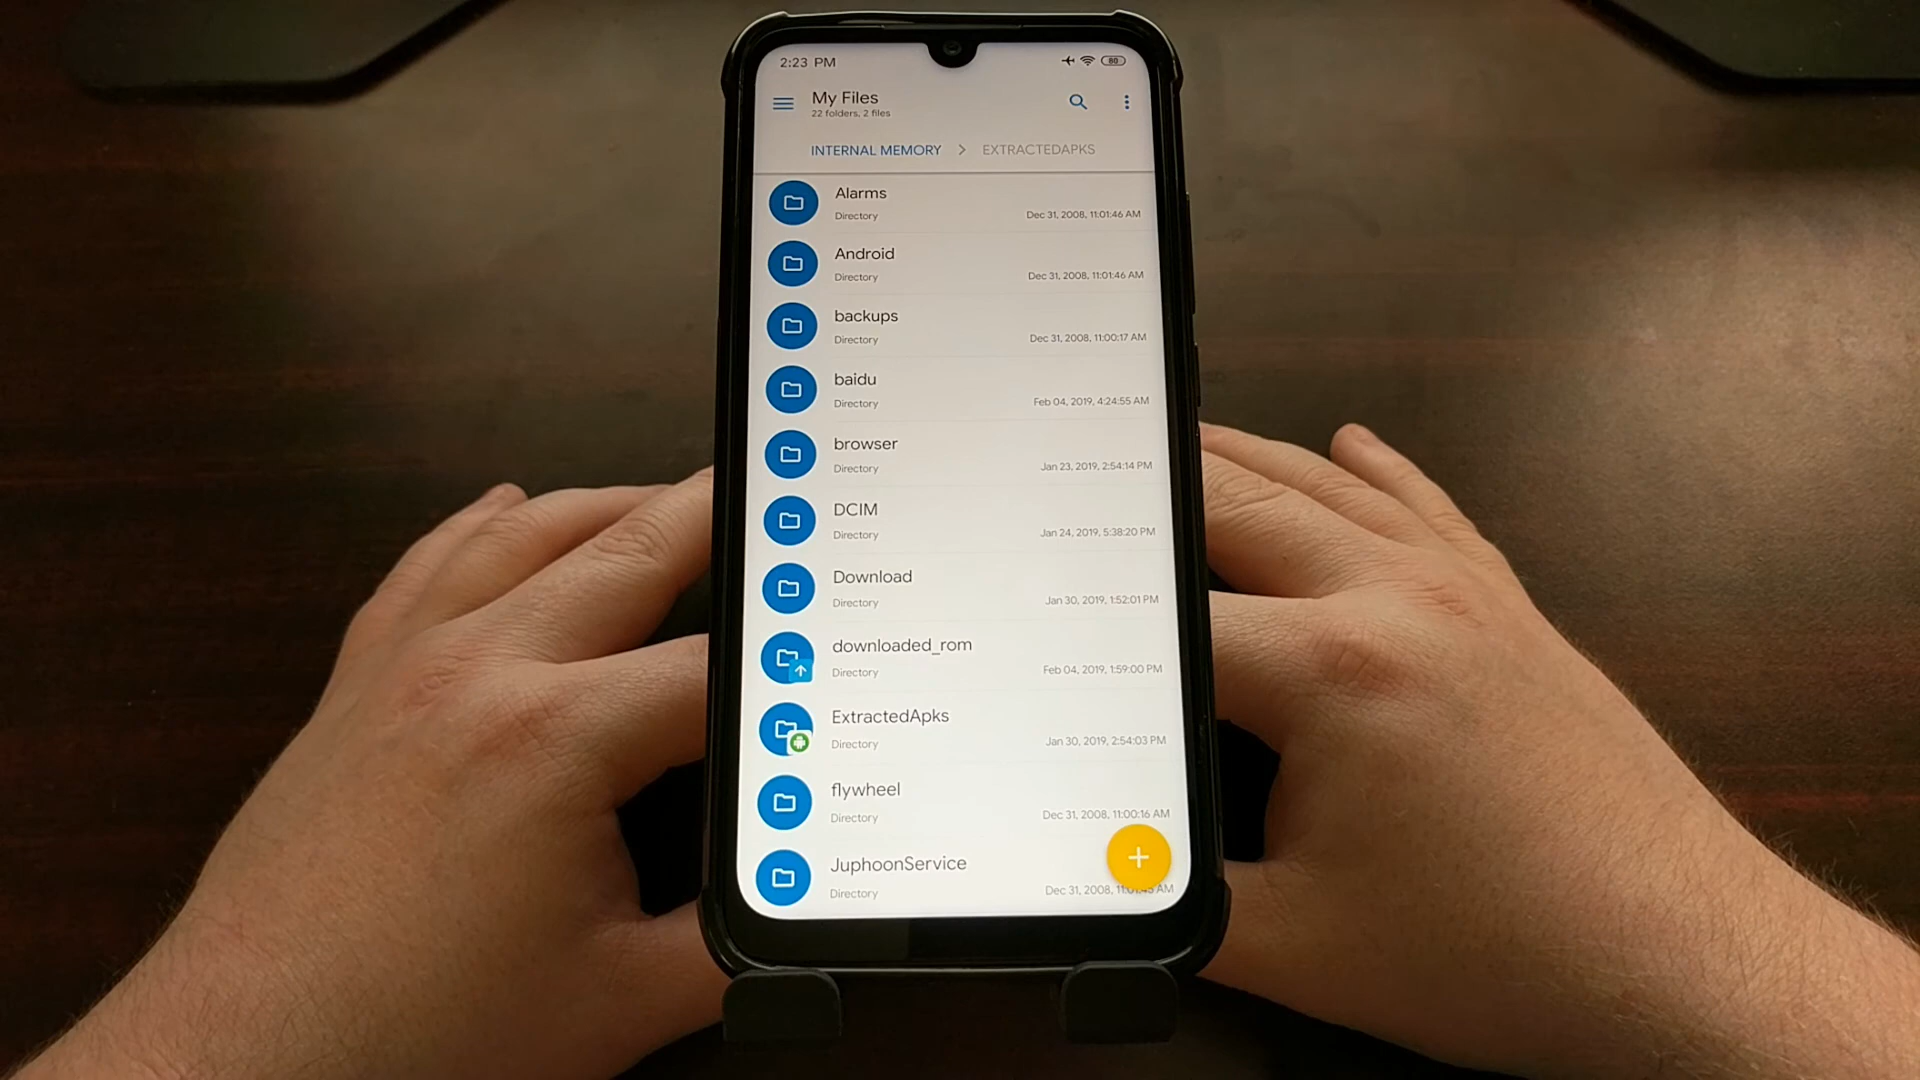 2:23 PM
80
My Files
22 folders, 2 files
INTERNAL MEMORY > EXTRACTEDAPKS
Alarms
Directory Dec 31, 2008, 11:01:46 AM
Android
Directory Dec 31, 2008, 11:01:46 AM
backups
Directory Dec 31, 2008, 11:00:17 AM
baidu
Directory Feb 04, 2019, 4:24:55 AM
browser
Directory Jan 23, 2019, 2:54:14 PM
DCIM
Directory Jan 24, 2019, 5:38:20 PM
Download
Directory Jan 30, 2019, 1:52:01 PM
downloaded_rom
Directory Feb 04, 2019, 1:59:00 PM
ExtractedApks
Directory Jan 30, 2019, 2:54:03 PM
flywheel
Directory Dec 31, 2008, 11:00:16 AM
JuphoonService
Directory Dec 31, 2008, 11:01:45 AM